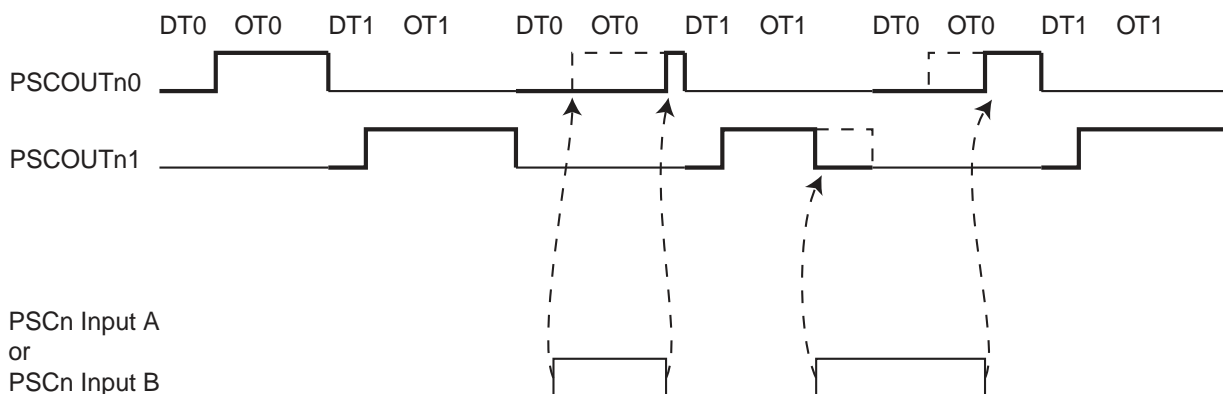 DT0 OT0 DT1 OT1 DT0 OT0 DT1 OT1 DT0 OT0 DT1 OT1
PSCOUTn0
PSCOUTn1
PSCn Input A
or
PSCn Input B